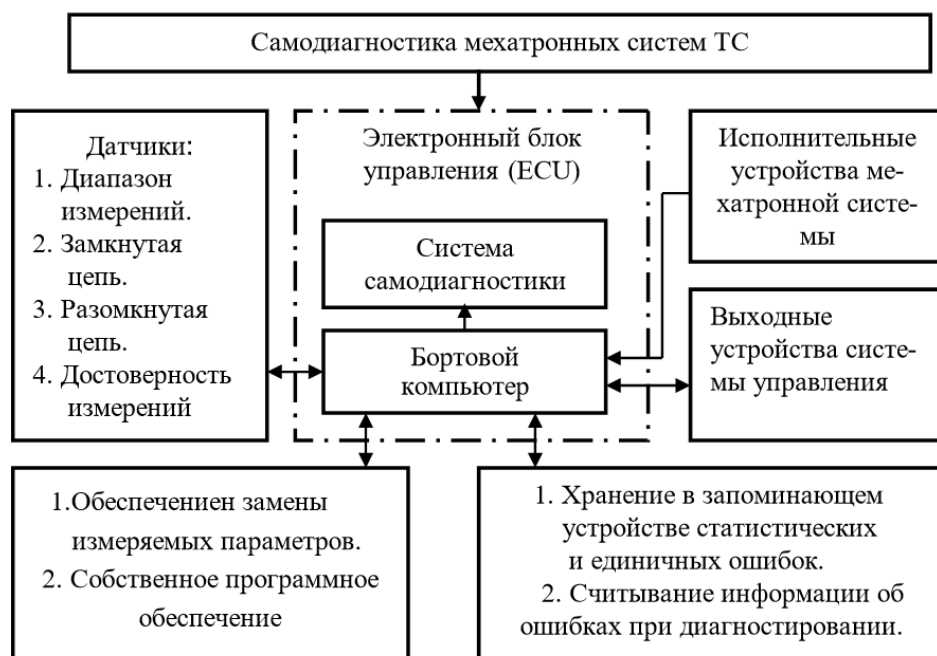 Самодиагностика мехатронных систем ТС
Датчики:
1. Диапазон
измерений.
2. Замкнутая
цепь.
3. Разомкнутая
цепь.
4. Достоверность
измерений
Электронный блок
управления (ECU)
Система
самодиагностики
Бортовой
компьютер
Исполнительные
устройства ме-
хатронной систе-
мы
Выходные
устройства систе-
мы управления
1.Обеспечениен замены
измеряемых параметров.
2. Собственное программное
обеспечение
1. Хранение в запоминающем
устройстве статистических
и единичных ошибок.
2. Считывание информации об
ошибках при диагностировании.